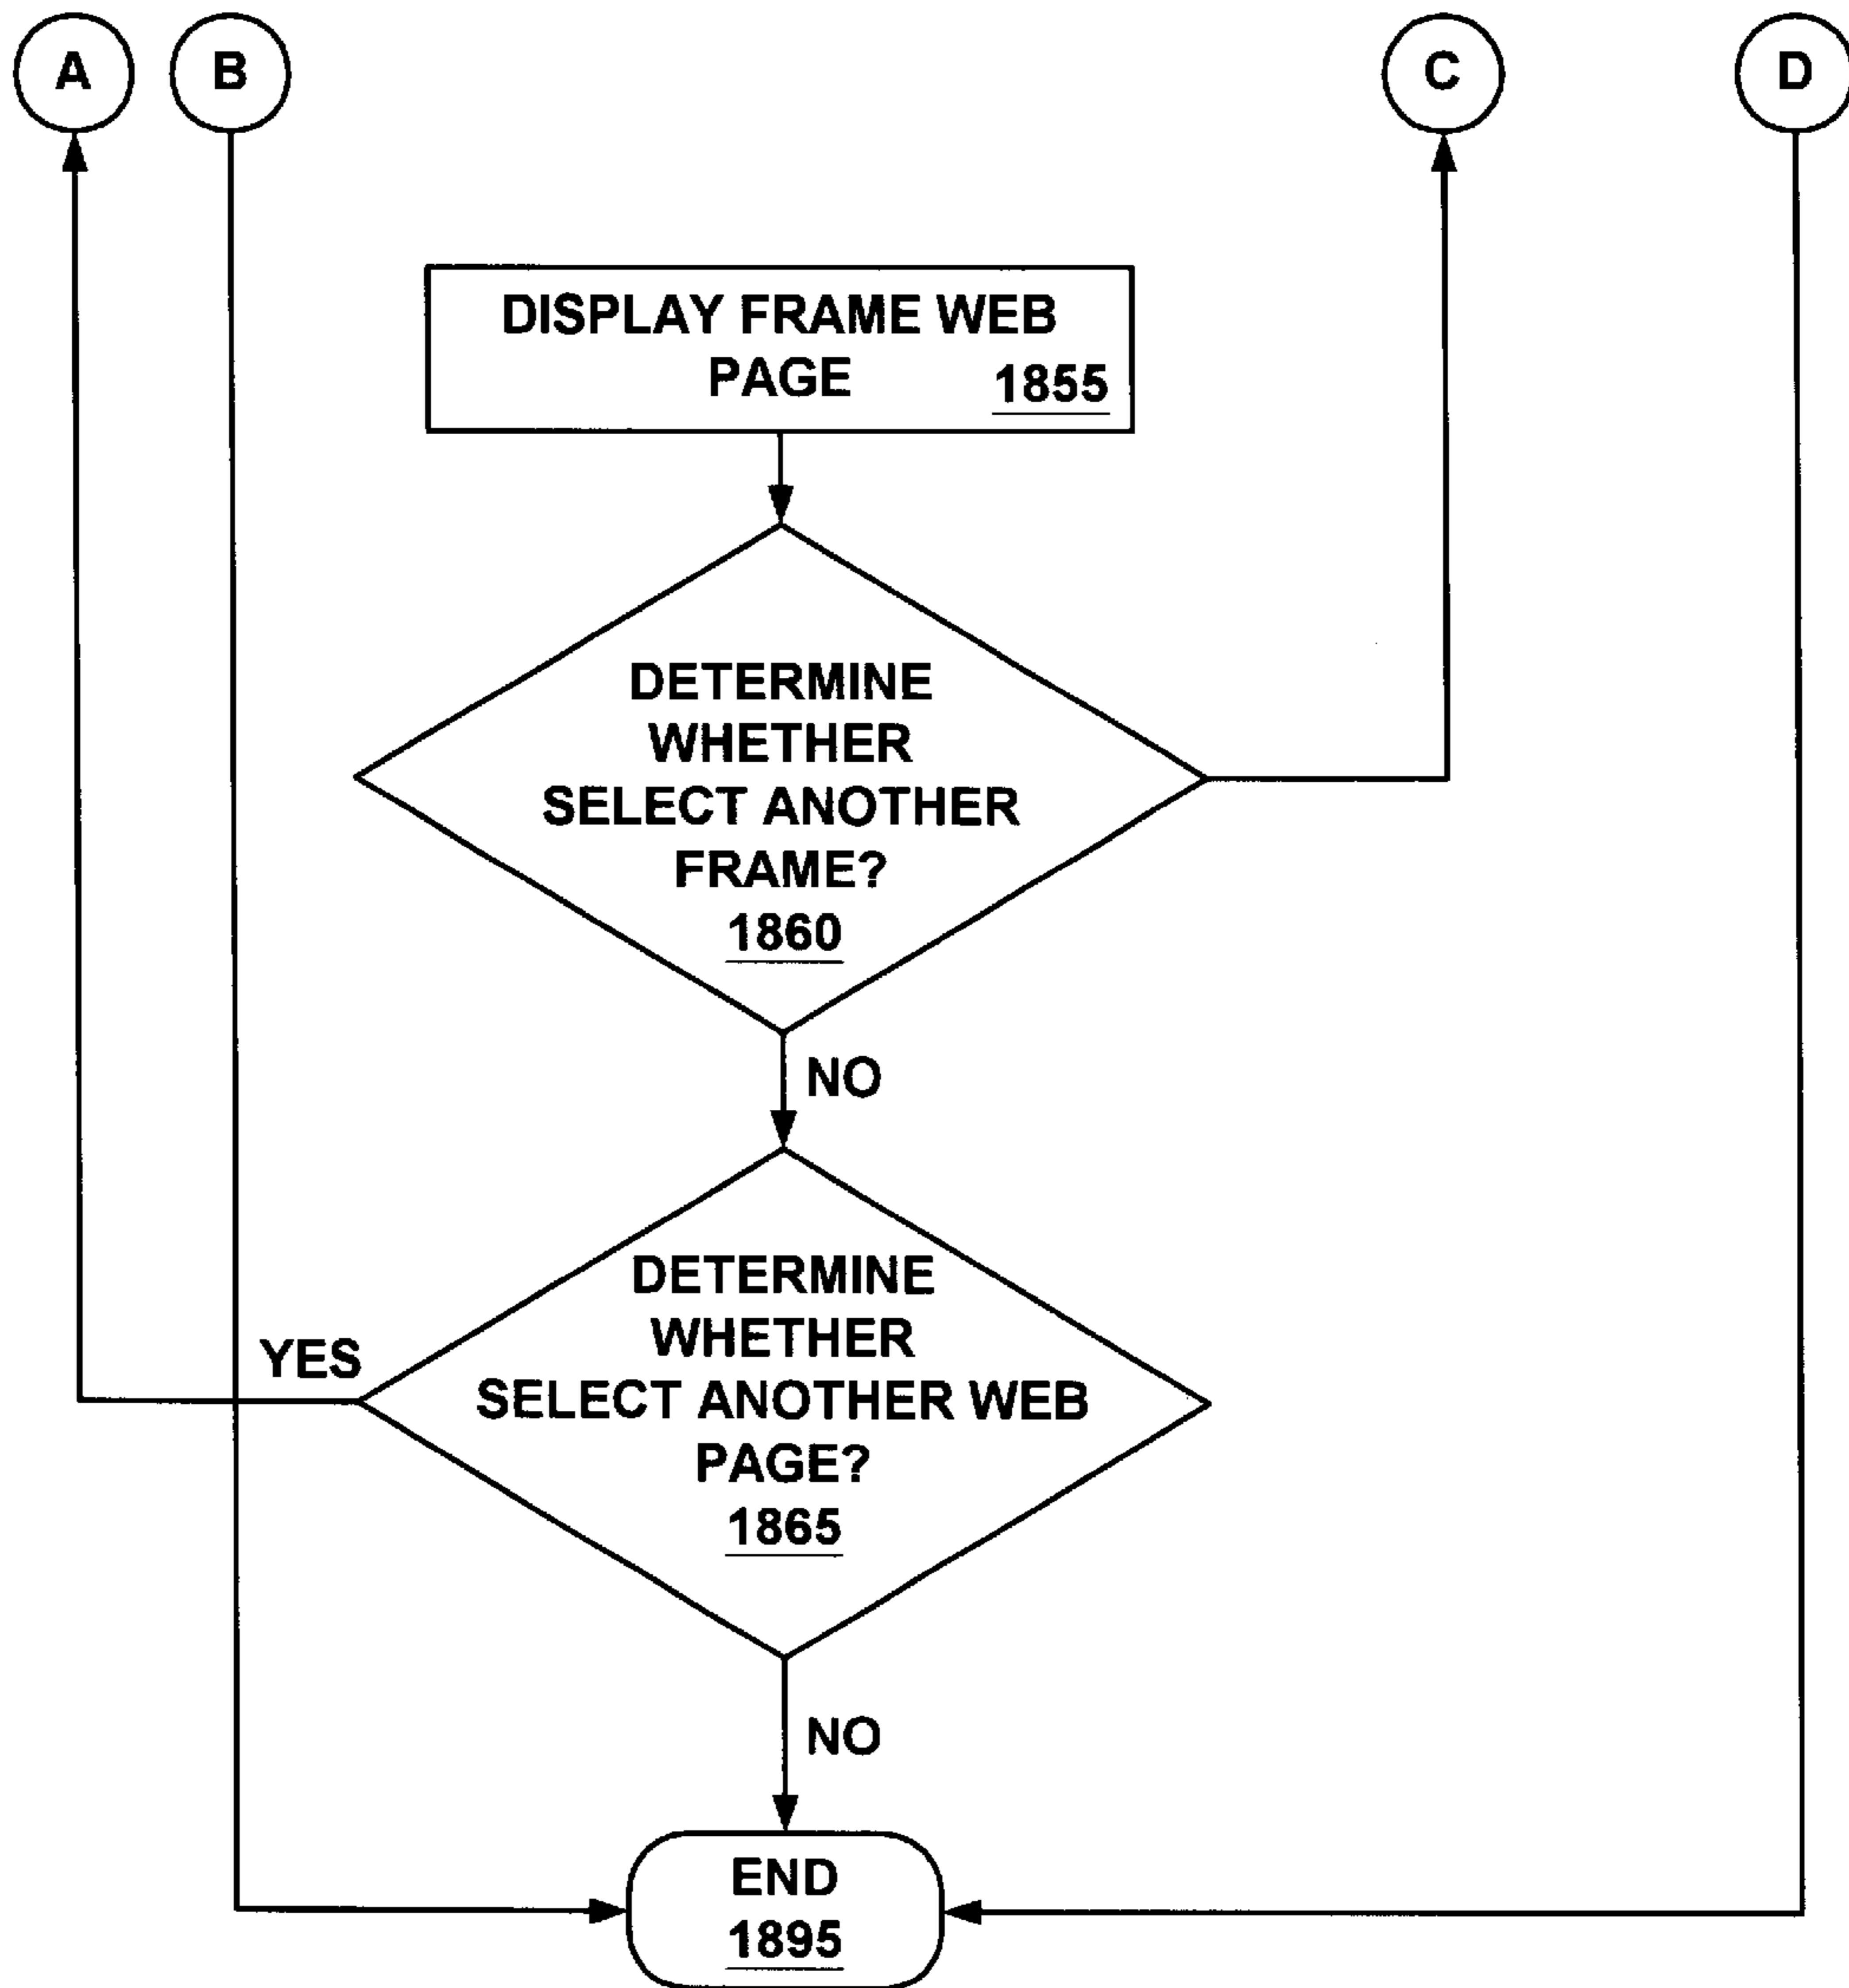 A
B
C
D
DISPLAY FRAME WEB
PAGE 1855
DETERMINE
WHETHER
SELECT ANOTHER
FRAME?
1860
NO
DETERMINE
WHETHER
SELECT ANOTHER WEB
PAGE?
1865
YES
NO
END
1895